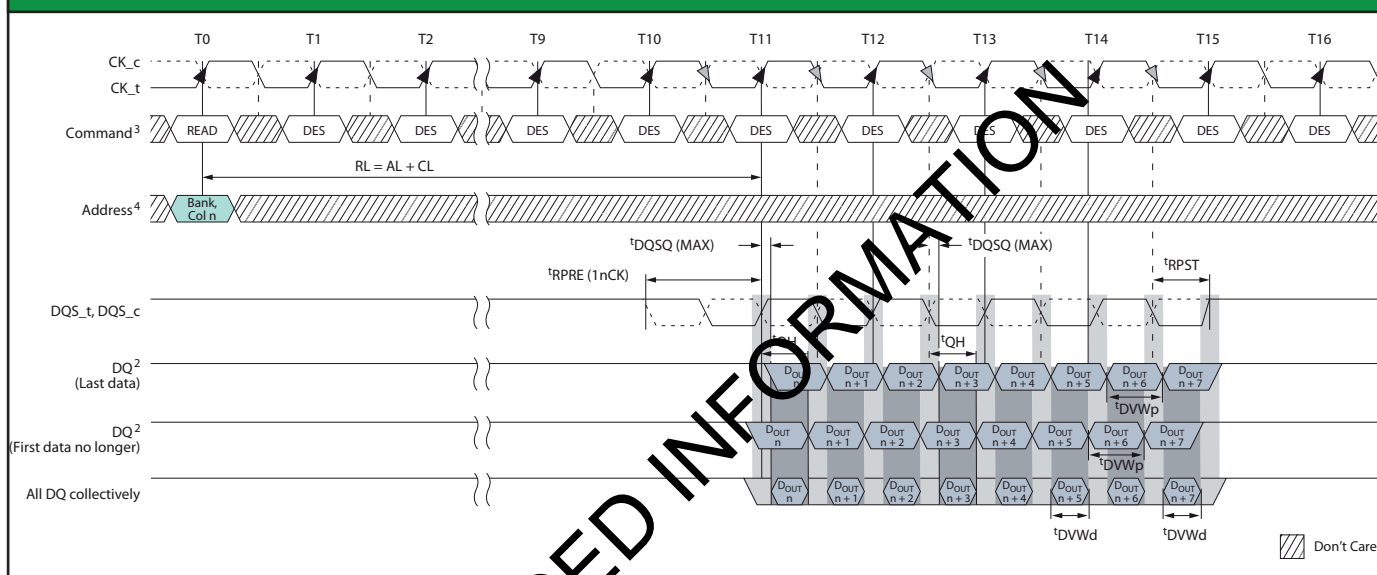 T0 T1 T2 T9 T10 T11 T12 T13 T14 T15 T16
CK_c
CK_t
Command3 READ DES DES DES DES DES DES DES DES DES DES
RL = AL + CL
Address4 Bank, Col n
tDQSQ (MAX) tDQSQ (MAX)
tRPRE (1nCK) tRPST
DQS_t, DQS_c
tQH tQH
DQ2
(Last data)
DOUT n DOUT n + 1 DOUT n + 2 DOUT n + 3 DOUT n + 4 DOUT n + 5 DOUT n + 6 DOUT n + 7
tDVWp
DQ2
(First data no longer)
DOUT n DOUT n + 1 DOUT n + 2 DOUT n + 3 DOUT n + 4 DOUT n + 5 DOUT n + 6 DOUT n + 7
tDVWp
All DQ collectively
DOUT n DOUT n + 1 DOUT n + 2 DOUT n + 3 DOUT n + 4 DOUT n + 5 DOUT n + 6 DOUT n + 7
tDVWd tDVWd
Don't Care
INFORMATION